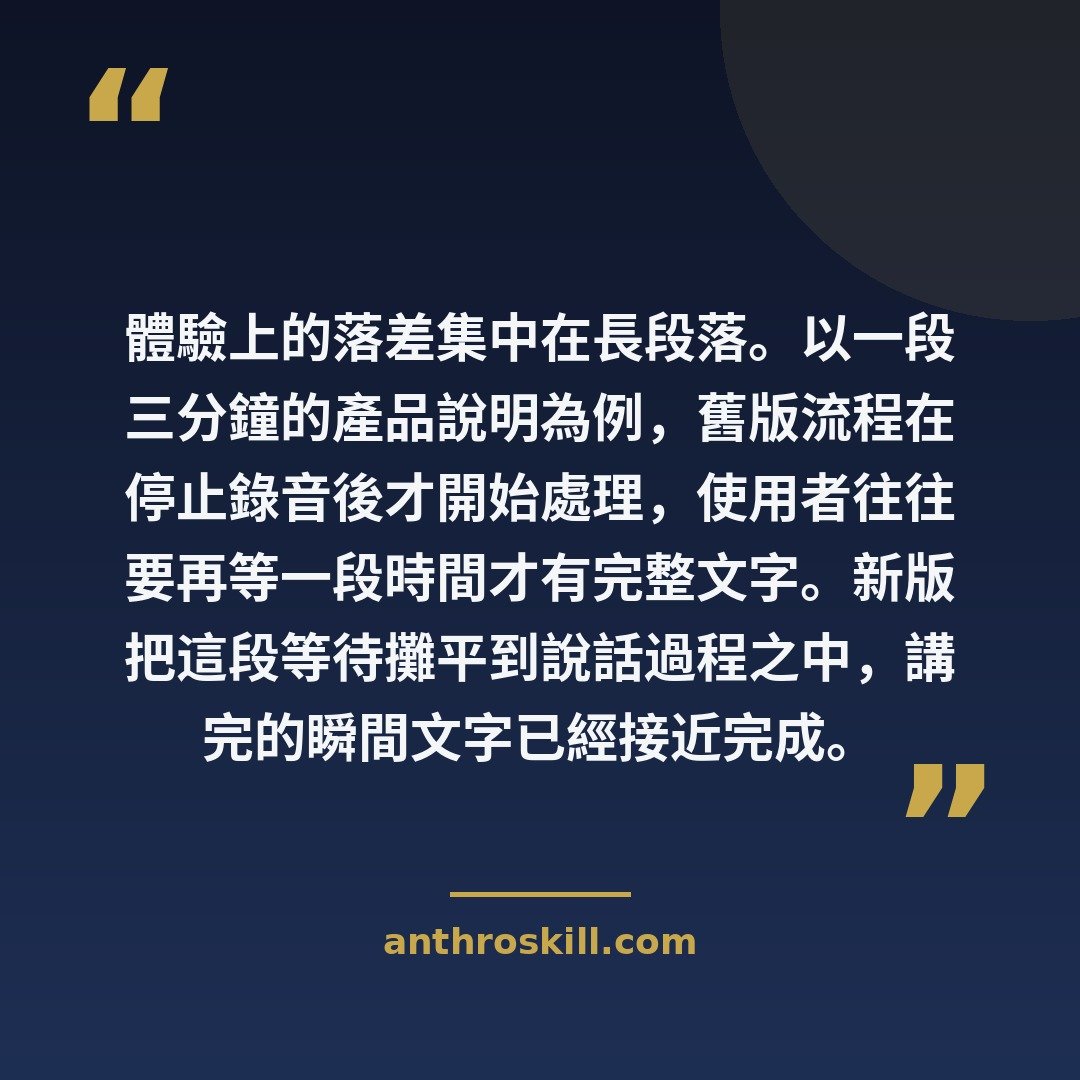 “
體驗上的落差集中在長段落。以一段
三分鐘的產品說明為例，舊版流程在
停止錄音後才開始處理，使用者往往
要再等一段時間才有完整文字。新版
把這段等待攤平到說話過程之中，講
完的瞬間文字已經接近完成。
”
anthroskill.com